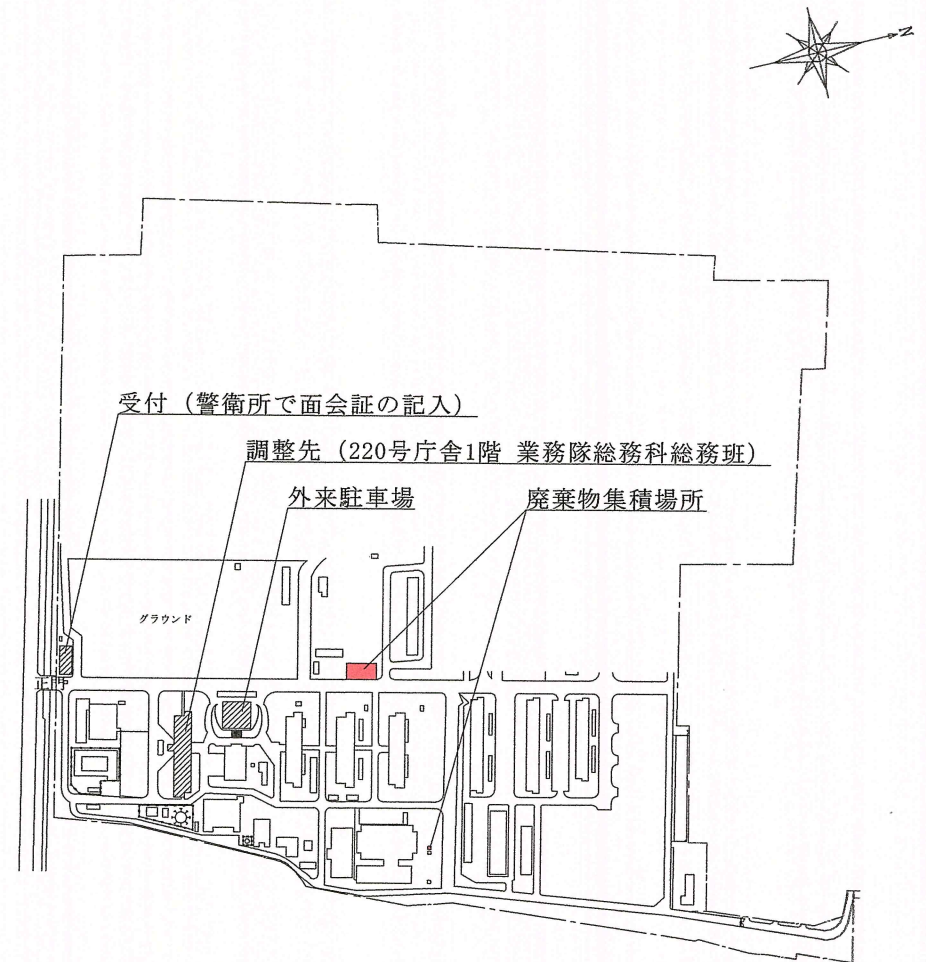 N
受付（警衛所で面会証の記入）
調整先（220号庁舎1階 業務隊総務科総務班）
外来駐車場
廃棄物集積場所
グラウンド
正門